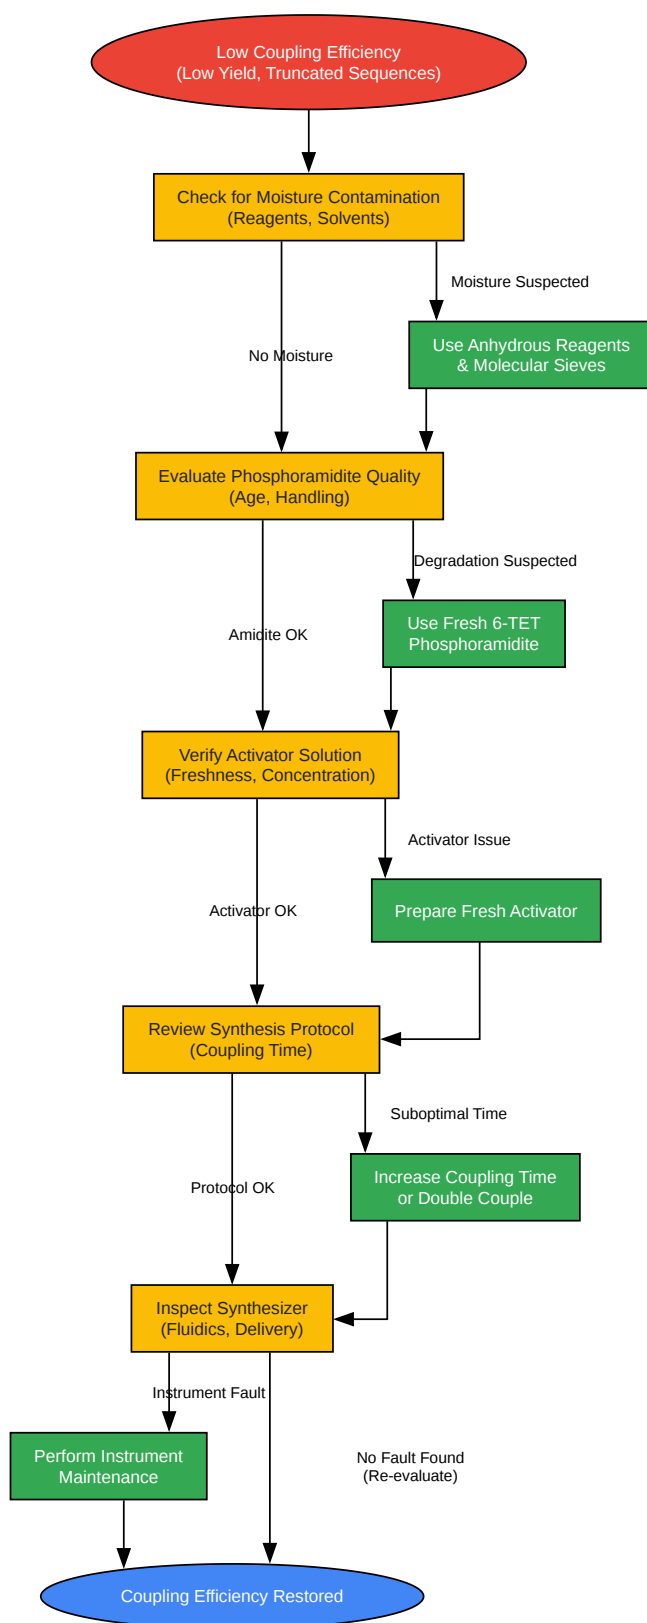 Low Coupling Efficiency
(Low Yield, Truncated Sequences)
Check for Moisture Contamination
(Reagents, Solvents)
Moisture Suspected
No Moisture
Use Anhydrous Reagents
& Molecular Sieves
Evaluate Phosphoramidite Quality
(Age, Handling)
Degradation Suspected
Amidite OK
Use Fresh 6-TET
Phosphoramidite
Verify Activator Solution
(Freshness, Concentration)
Activator Issue
Activator OK
Prepare Fresh Activator
Review Synthesis Protocol
(Coupling Time)
Suboptimal Time
Protocol OK
Increase Coupling Time
or Double Couple
Inspect Synthesizer
(Fluidics, Delivery)
Instrument Fault
No Fault Found
(Re-evaluate)
Perform Instrument
Maintenance
Coupling Efficiency Restored